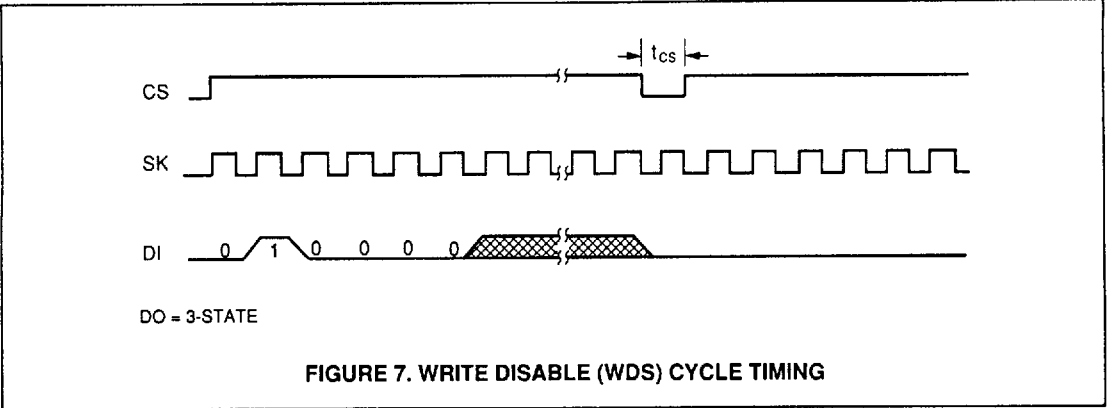 tcs
CS
SK
DI 0 1 0 0 0 0
DO = 3-STATE
FIGURE 7. WRITE DISABLE (WDS) CYCLE TIMING